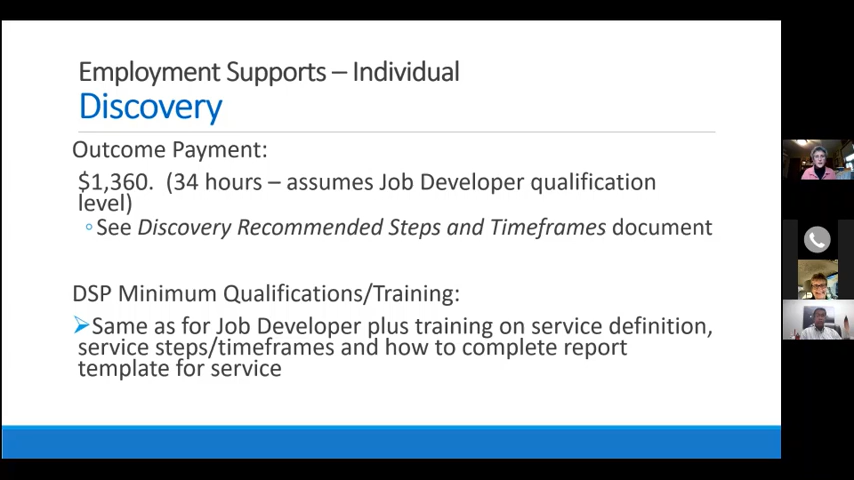 Employment Supports – Individual
Discovery
Outcome Payment:
$1,360.  (34 hours – assumes Job Developer qualification
level)
◦See Discovery Recommended Steps and Timeframes document
DSP Minimum Qualifications/Training:
➢Same as for Job Developer plus training on service definition,
service steps/timeframes and how to complete report
template for service